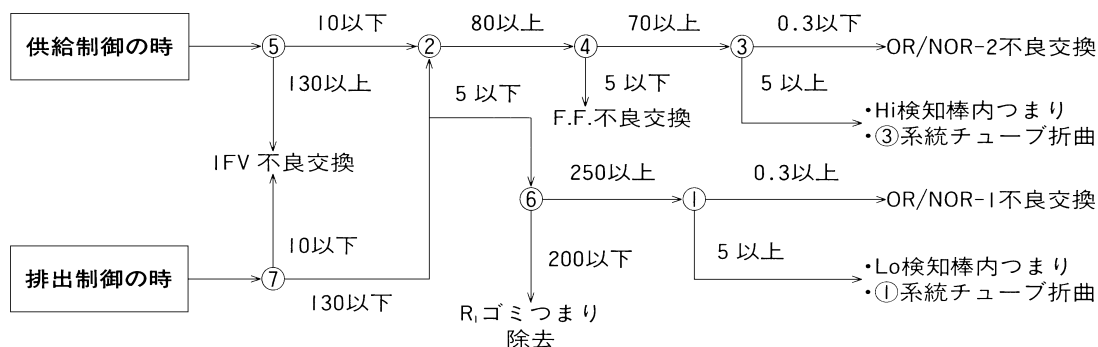 10以下
80以上
70以上
0.3以下
供給制御の時
⑤
②
④
③
OR/NOR-2不良交換
130以上
5 以下
5 以下
5 以上
F.F.不良交換
・Hi検知棒内つまり
・③系統チューブ折曲
IFV 不良交換
250以上
0.3以上
⑥
①
OR/NOR-1不良交換
10以下
200以下
5 以上
排出制御の時
⑦
130以下
・Lo検知棒内つまり
・①系統チューブ折曲
R₁ゴミつまり
除去